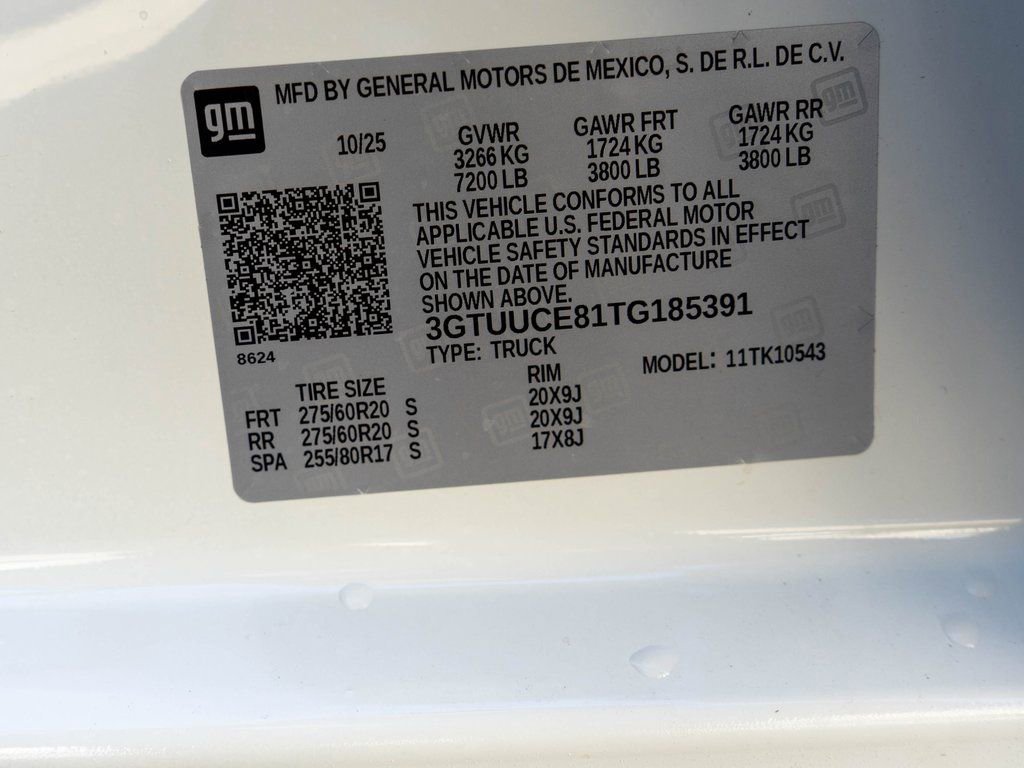 MFD BY GENERAL MOTORS DE MEXICO, S. DE R.L. DE C.V.
gm
10/25
GVWR GAWR FRT GAWR RR
3266 KG 1724 KG 1724 KG
7200 LB 3800 LB 3800 LB
THIS VEHICLE CONFORMS TO ALL
APPLICABLE U.S. FEDERAL MOTOR
VEHICLE SAFETY STANDARDS IN EFFECT
ON THE DATE OF MANUFACTURE
SHOWN ABOVE.
3GTUUCE81TG185391
8624
TYPE: TRUCK MODEL: 11TK10543
TIRE SIZE RIM
FRT 275/60R20 S 20X9J
RR 275/60R20 S 20X9J
SPA 255/80R17 S 17X8J